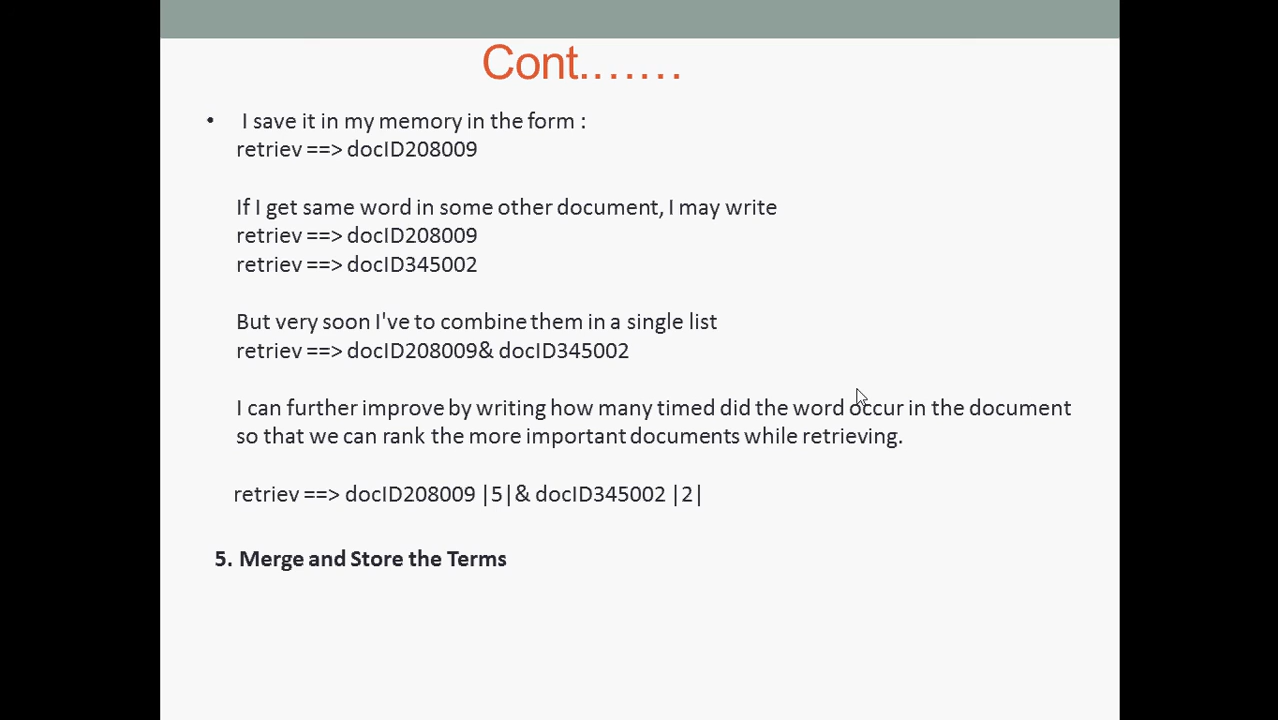 Cont.......
• I save it in my memory in the form :
retriev ==> docID208009
If I get same word in some other document, I may write
retriev ==> docID208009
retriev ==> docID345002
But very soon I've to combine them in a single list
retriev ==> docID208009& docID345002
I can further improve by writing how many timed did the word occur in the document
so that we can rank the more important documents while retrieving.
retriev ==> docID208009 |5|& docID345002 |2|
5. Merge and Store the Terms